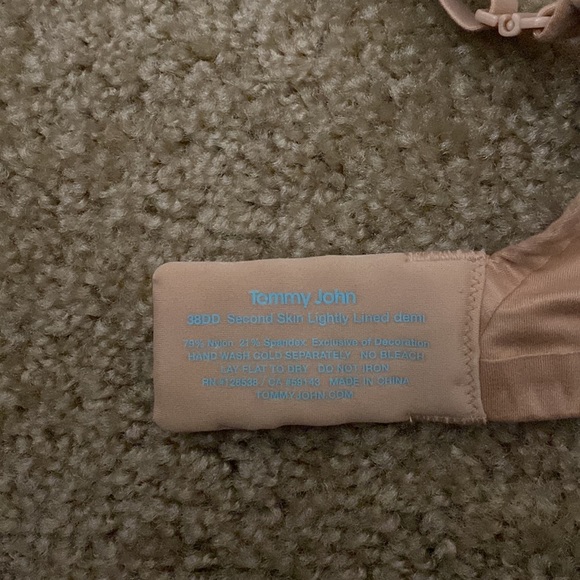 Tommy John
38DD Second Skin Lightly Lined demi
Nylon 21% Spandex Exclusive of Decoration
HAND WASH COLD SEPARATELY NO BLEACH
LAY FLAT TO DRY DO NOT IRON
MADE IN CHINA
TOMMYJOHN.COM